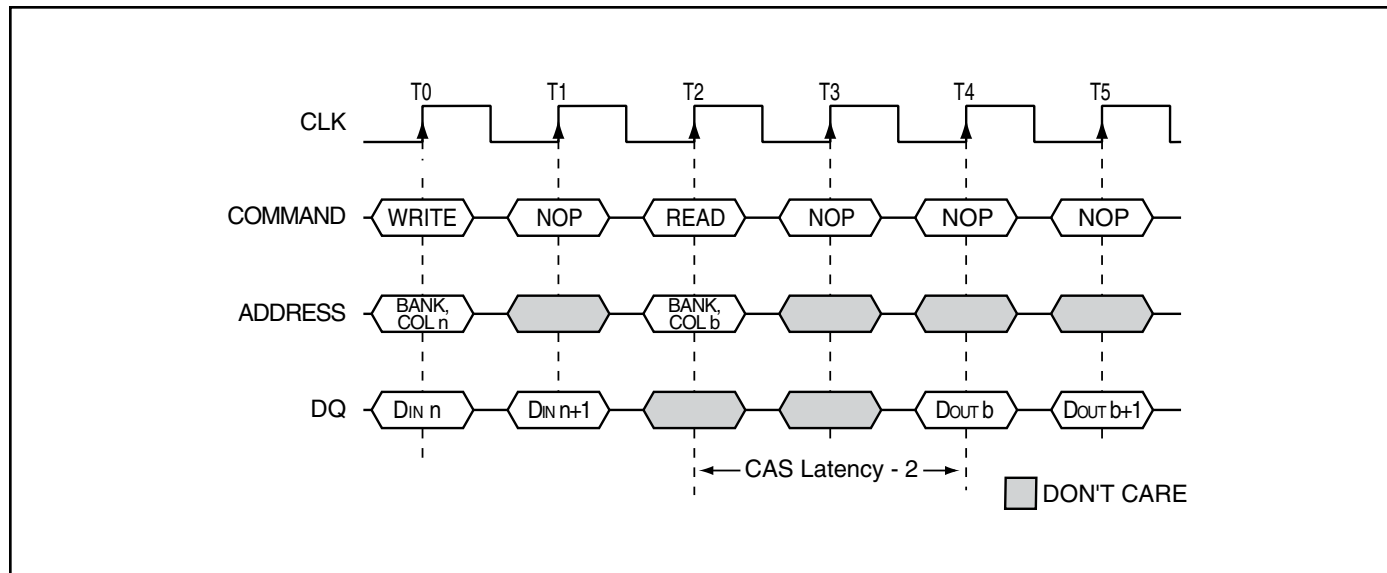 T0 T1 T2 T3 T4 T5
CLK
COMMAND WRITE NOP READ NOP NOP NOP
ADDRESS BANK, COL n BANK, COL b
DQ DIN n DIN n+1 DOUT b DOUT b+1
CAS Latency - 2
DON'T CARE